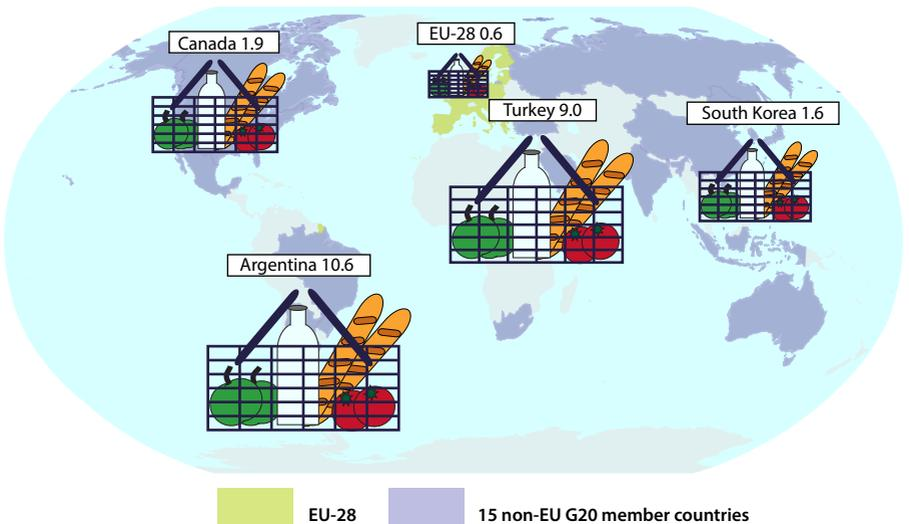 EU-28 0.6
Canada 1.9
Turkey 9.0
South Korea 1.6
Argentina 10.6
EU-28
15 non-EU G20 member countries